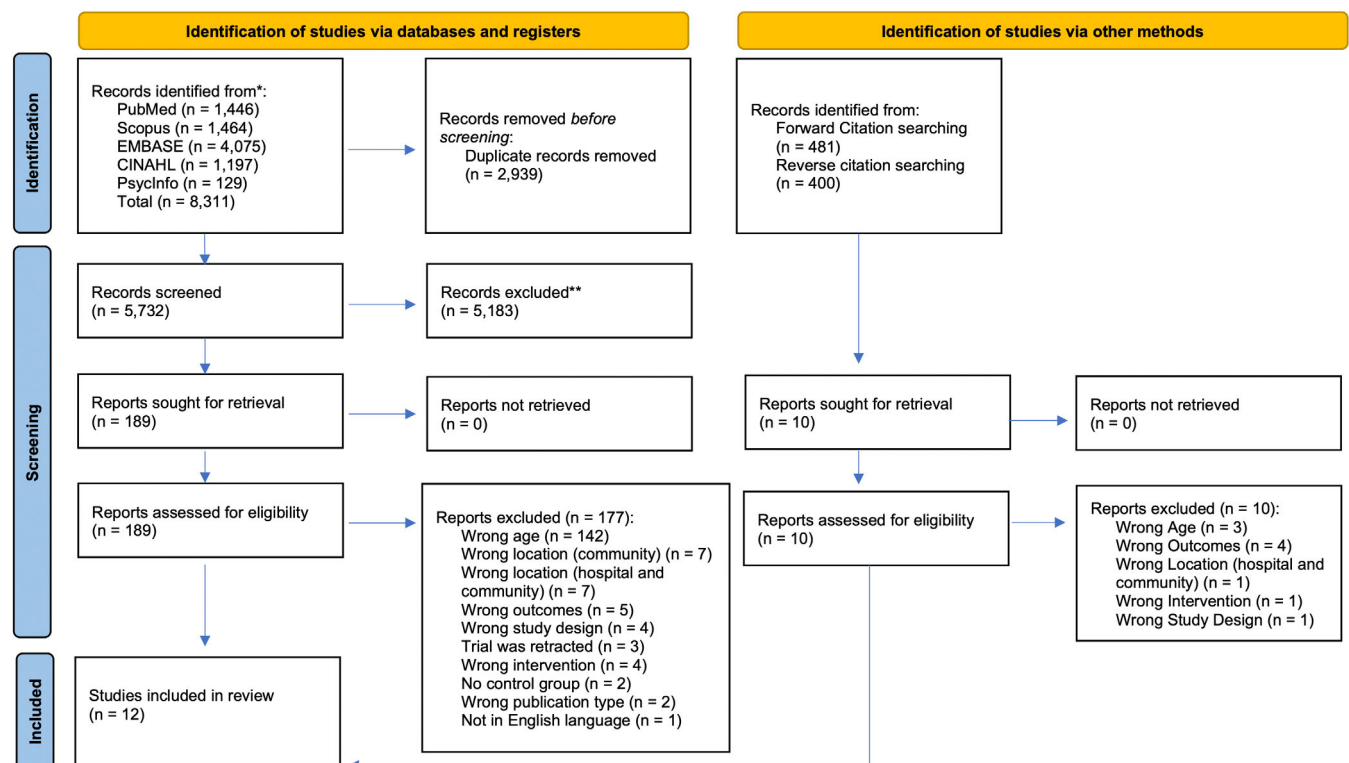 Identification of studies via databases and registers
Identification of studies via other methods
Identification
Records identified from*:
PubMed (n = 1,446)
Scopus (n = 1,464)
EMBASE (n = 4,075)
CINAHL (n = 1,197)
PsycInfo (n = 129)
Total (n = 8,311)
Records removed before
screening:
Duplicate records removed
(n = 2,939)
Records identified from:
Forward Citation searching
(n = 481)
Reverse citation searching
(n = 400)
Screening
Records screened
(n = 5,732)
Records excluded**
(n = 5,183)
Reports sought for retrieval
(n = 189)
Reports not retrieved
(n = 0)
Reports sought for retrieval
(n = 10)
Reports not retrieved
(n = 0)
Reports assessed for eligibility
(n = 189)
Reports excluded (n = 177):
Wrong age (n = 142)
Wrong location (community) (n = 7)
Wrong location (hospital and
community) (n = 7)
Wrong outcomes (n = 5)
Wrong study design (n = 4)
Trial was retracted (n = 3)
Wrong intervention (n = 4)
No control group (n = 2)
Wrong publication type (n = 2)
Not in English language (n = 1)
Reports assessed for eligibility
(n = 10)
Reports excluded (n = 10):
Wrong Age (n = 3)
Wrong Outcomes (n = 4)
Wrong Location (hospital and
community) (n = 1)
Wrong Intervention (n = 1)
Wrong Study Design (n = 1)
Included
Studies included in review
(n = 12)